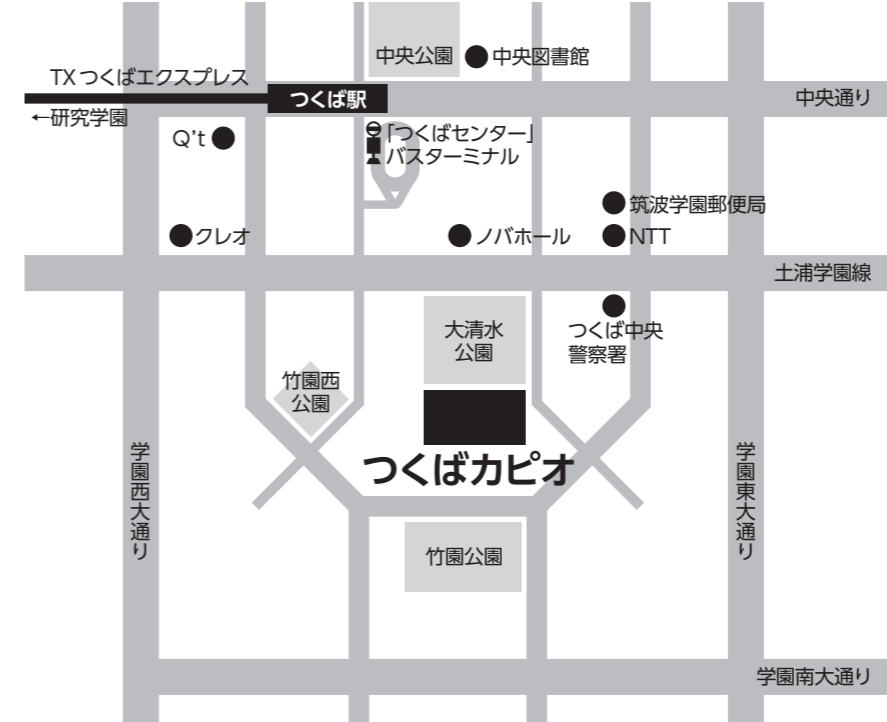 中央公園
中央図書館
TXつくばエクスプレス
つくば駅
中央通り
←研究学園
Q't
「つくばセンター」
バスターミナル
筑波学園郵便局
クレオ
ノバホール
NTT
土浦学園線
大清水
公園
つくば中央
警察署
竹園西
公園
つくばカピオ
学園西大通り
学園東大通り
竹園公園
学園南大通り